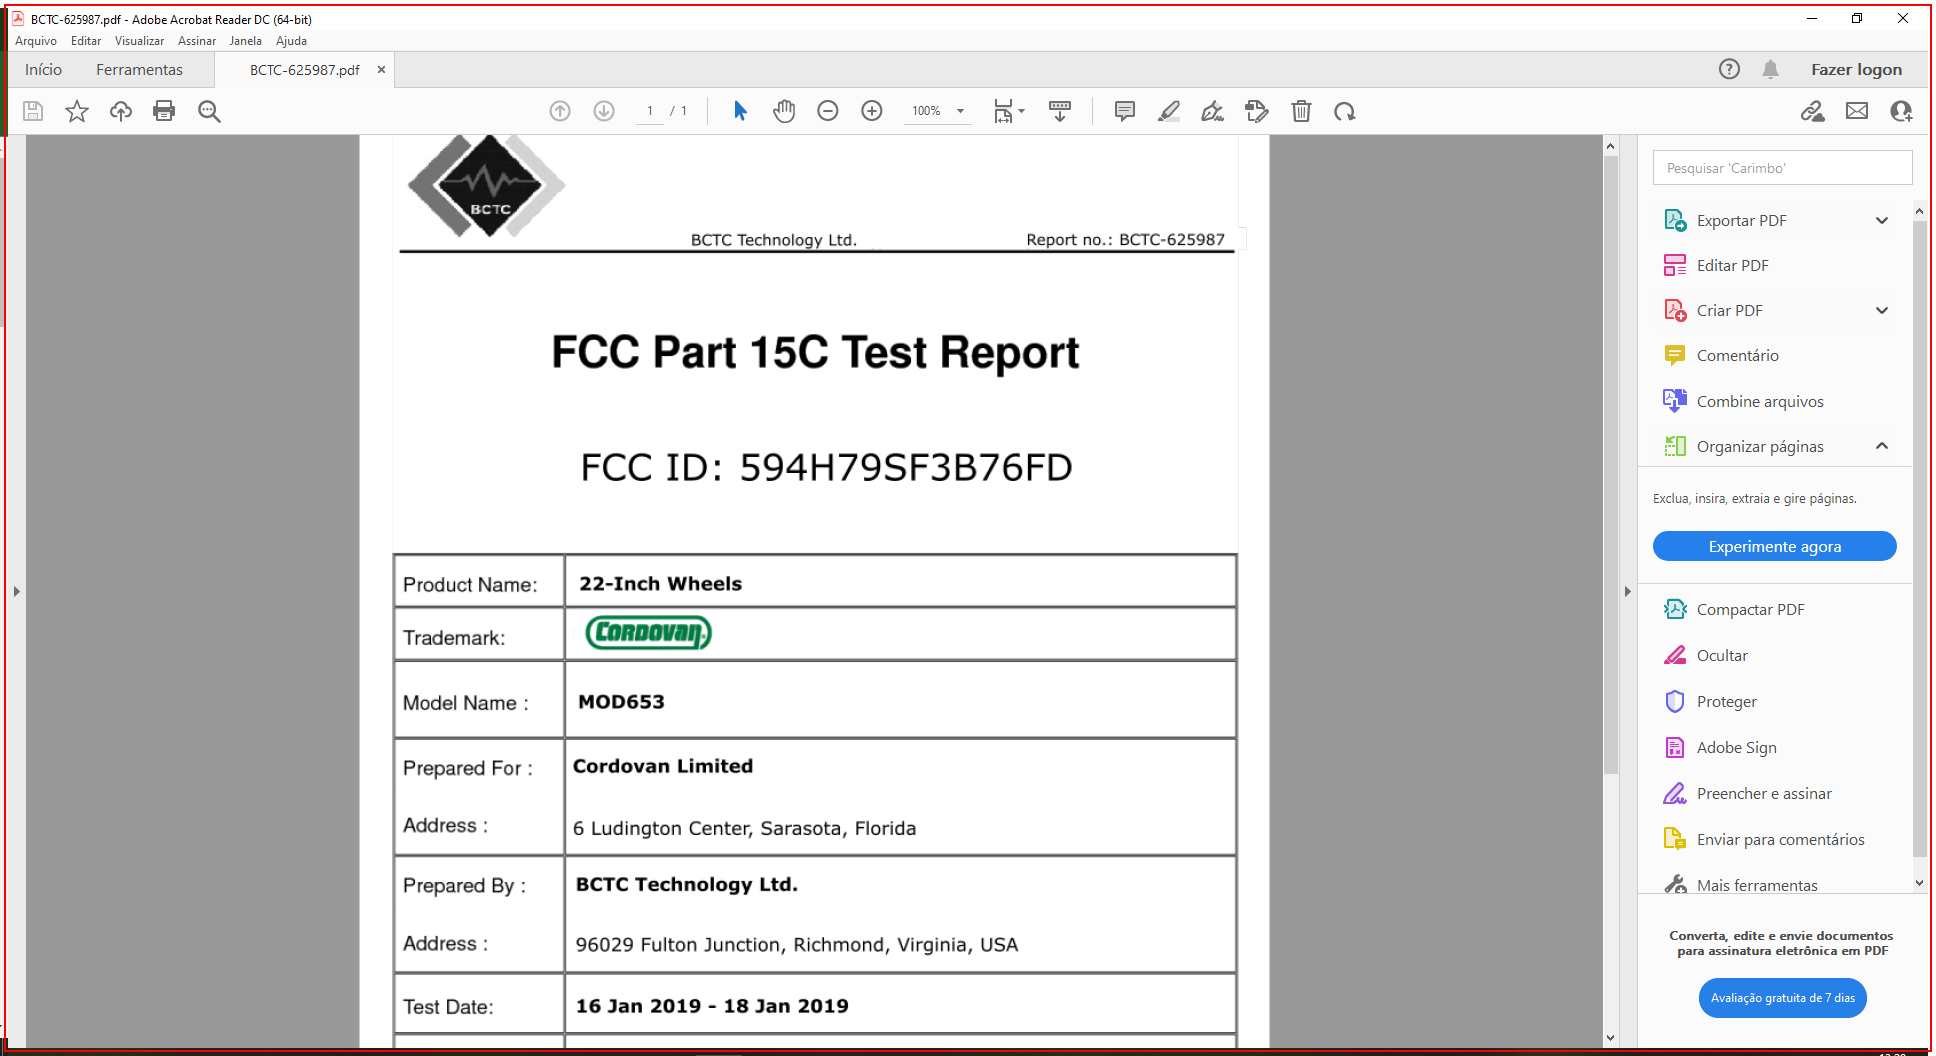 BCTC-625987.pdf - Adobe Acrobat Reader DC (64-bit)
Arquivo Editar Visualizar Assinar Janela Ajuda
Início Ferramentas BCTC-625987.pdf Fazer logon
1 / 1 100%
BCTC
BCTC Technology Ltd. Report no.: BCTC-625987
FCC Part 15C Test Report
FCC ID: 594H79SF3B76FD
Product Name: 22-Inch Wheels
Trademark: CORDOVAN
Model Name : MOD653
Prepared For : Cordovan Limited
Address : 6 Ludington Center, Sarasota, Florida
Prepared By : BCTC Technology Ltd.
Address : 96029 Fulton Junction, Richmond, Virginia, USA
Test Date: 16 Jan 2019 - 18 Jan 2019
Pesquisar 'Carimbo'
Exportar PDF
Editar PDF
Criar PDF
Comentário
Combine arquivos
Organizar páginas
Exclua, insira, extraia e gire páginas.
Experimente agora
Compactar PDF
Ocultar
Proteger
Adobe Sign
Preencher e assinar
Enviar para comentários
Mais ferramentas
Converta, edite e envie documentos
para assinatura eletrônica em PDF
Avaliação gratuita de 7 dias